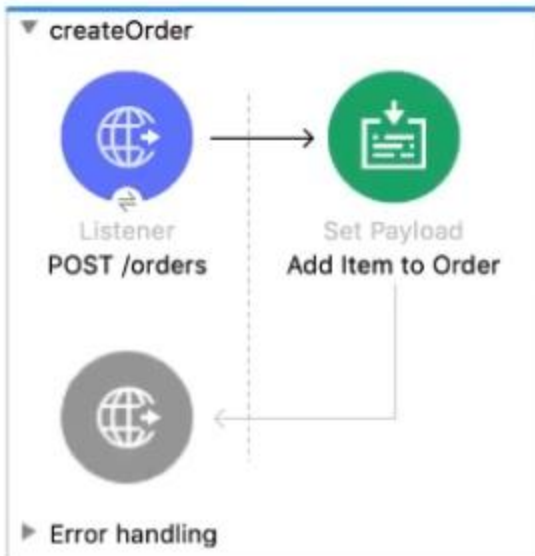 createOrder
Listener
Set Payload
POST /orders
Add Item to Order
Error handling